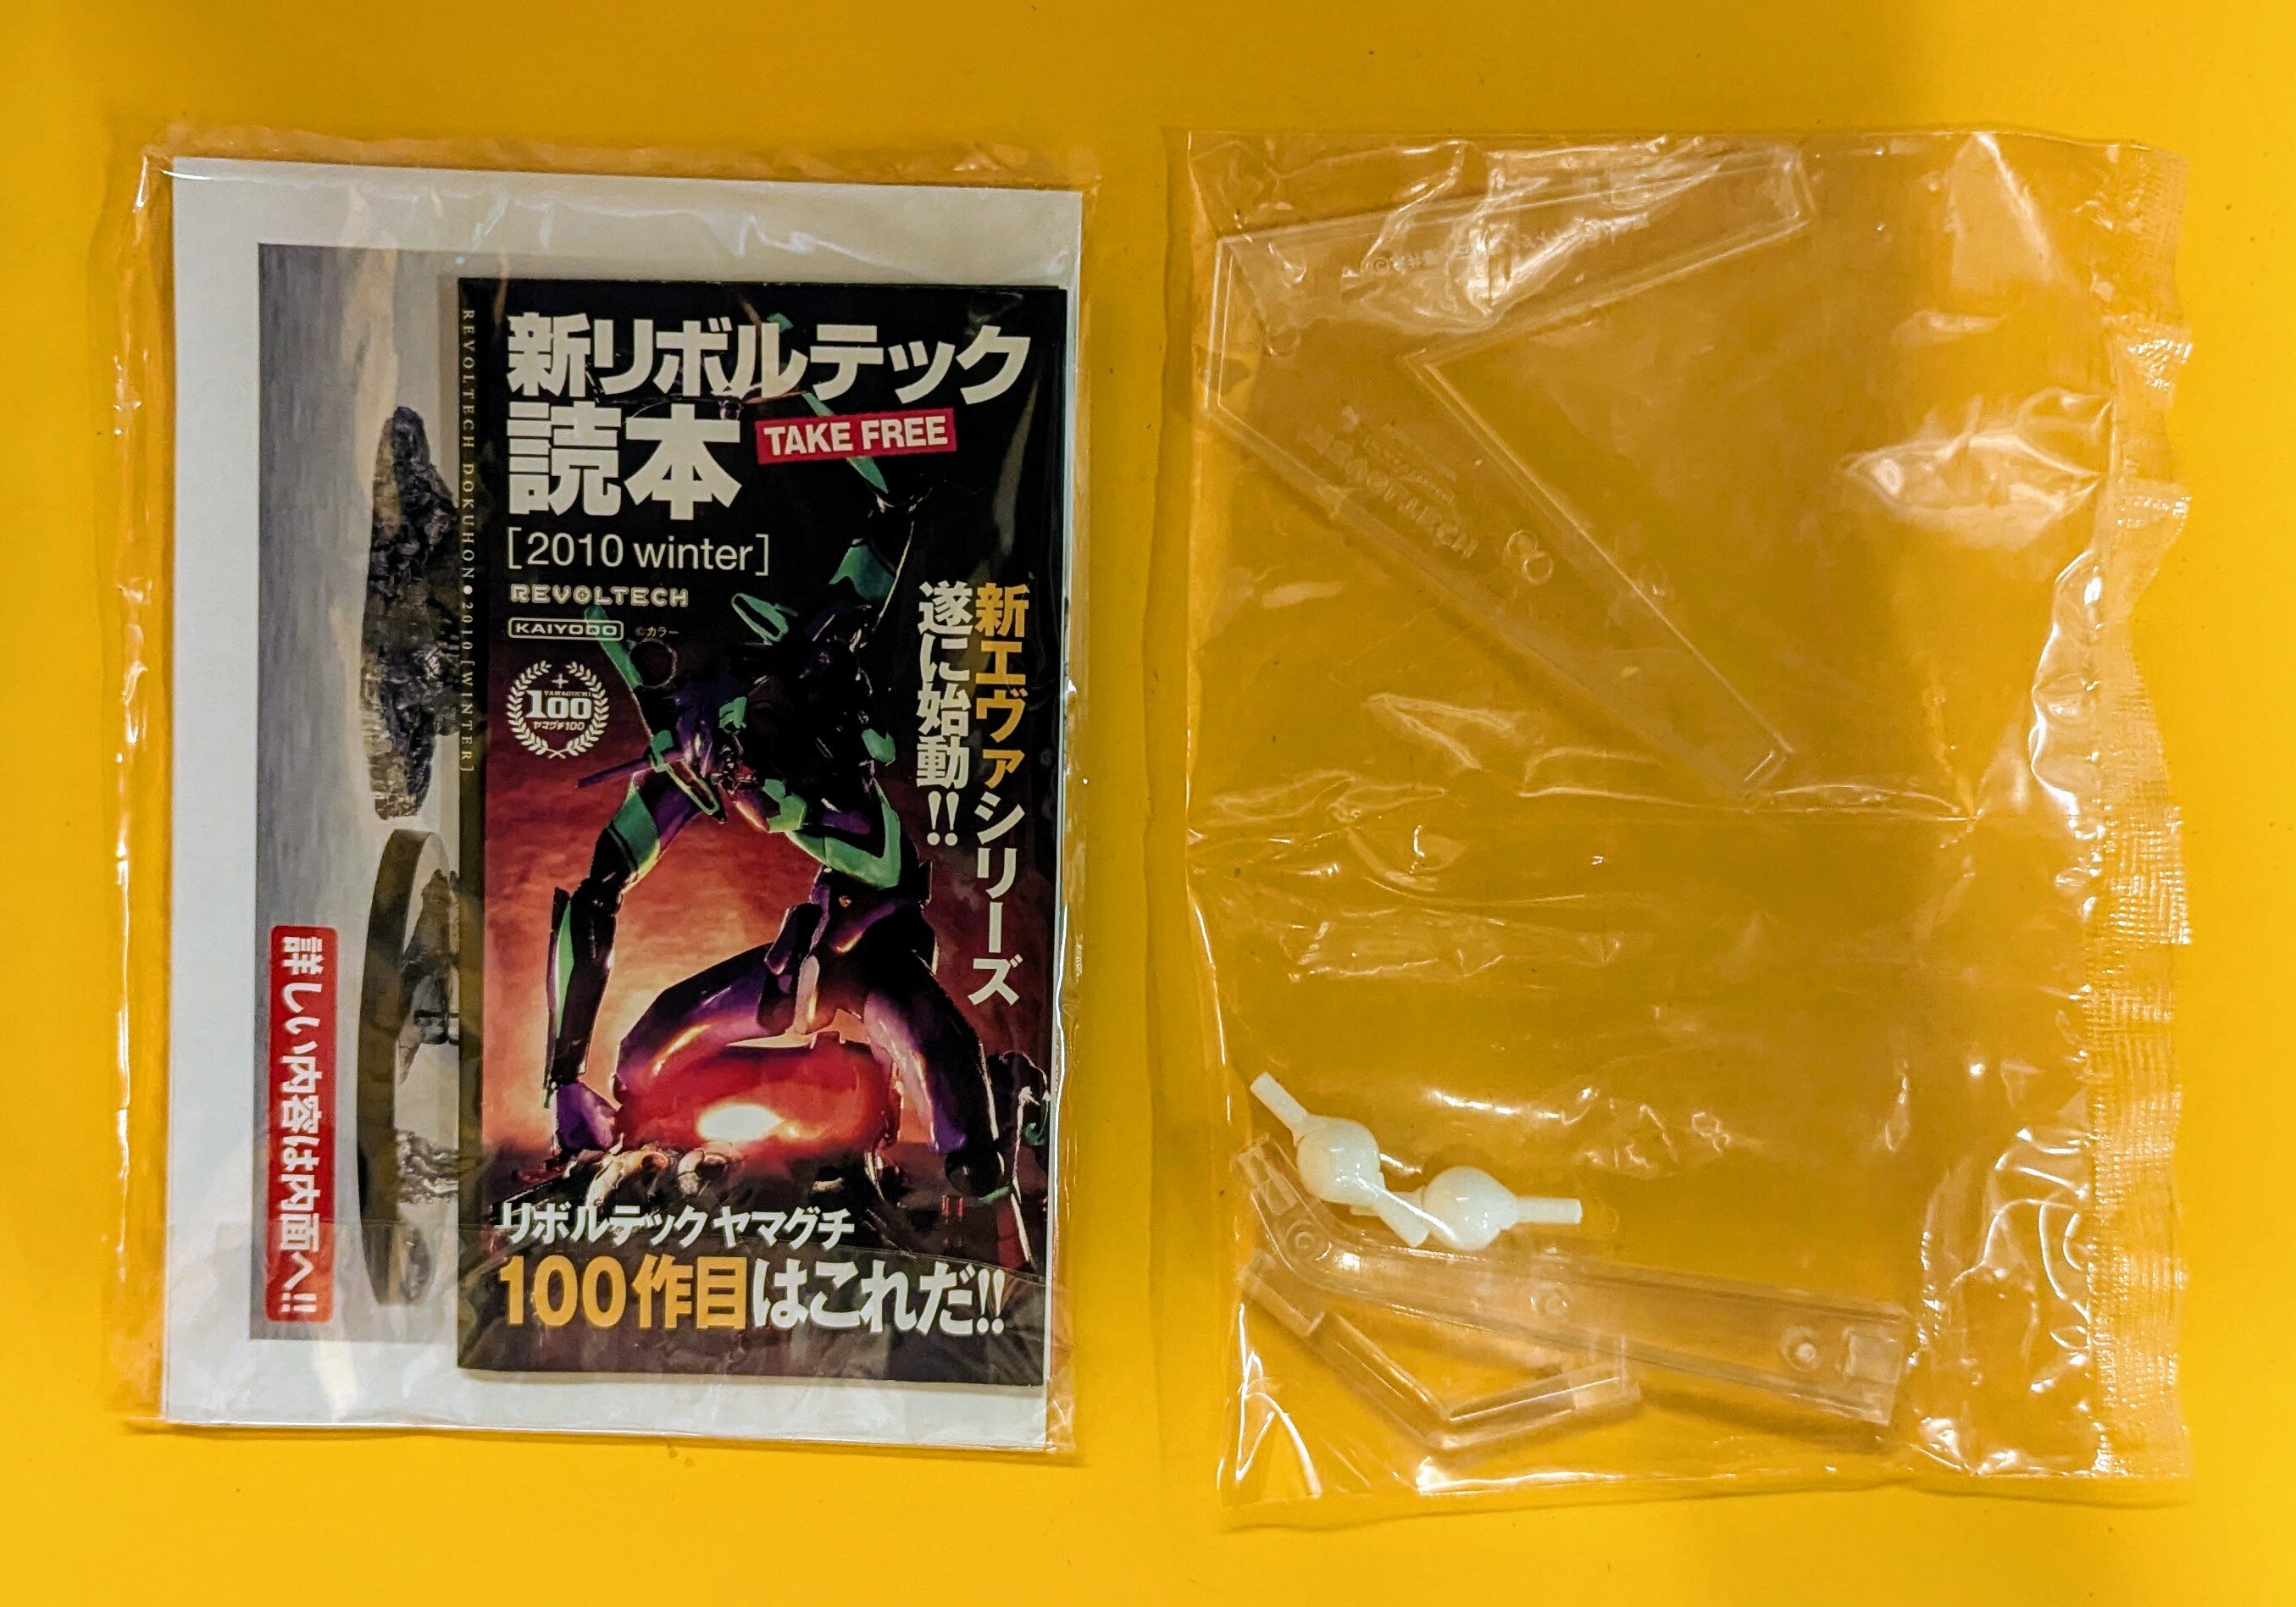 新リボルテック
読本
TAKE FREE
[2010 winter]
REVOLTECH
KAIYODO ©カラー
YAMAGUCHI
100
ヤマグチ100
新エヴァシリーズ
遂に始動!!
リボルテックヤマグチ
100作目はこれだ!!
REVOLTECH DOKUHON●2010[WINTER]
詳しい内容は内面へ!!
REVOLTECH